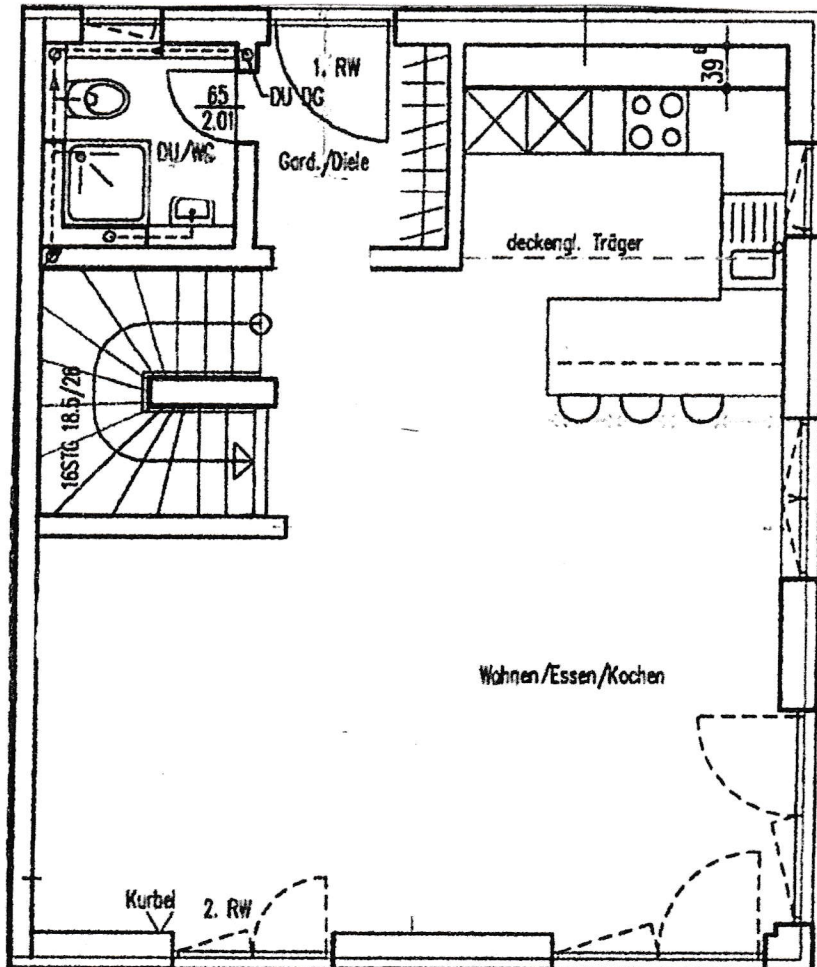 1. RW
65
2.01
DU DG
DU/WC
Gard./Diele
39
deckengl. Träger
16STG 18.5/26
Wohnen/Essen/Kochen
Kurbel
2. RW